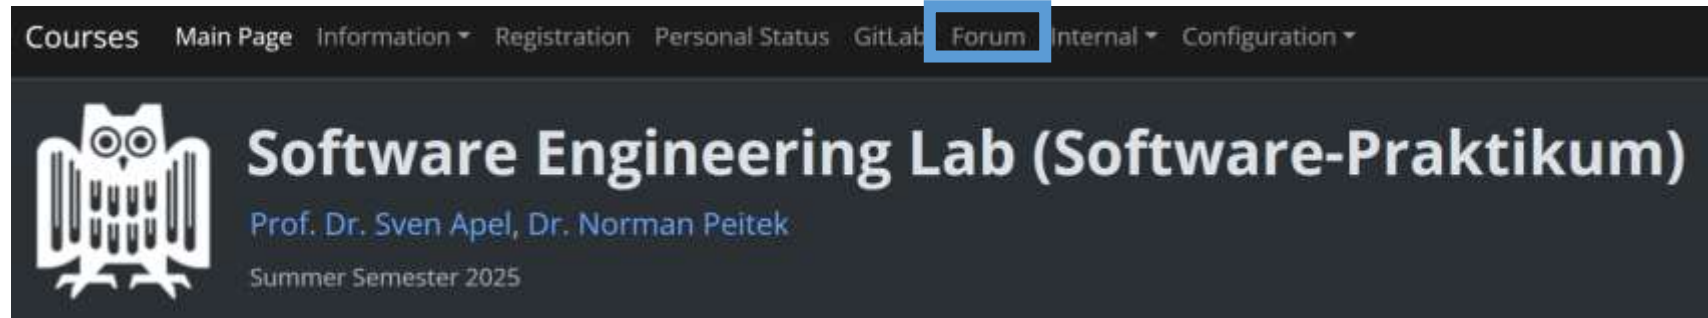 Courses Main Page Information Registration Personal Status GitLab Forum Internal Configuration
Software Engineering Lab (Software-Praktikum)
Prof. Dr. Sven Apel, Dr. Norman Peitek
Summer Semester 2025